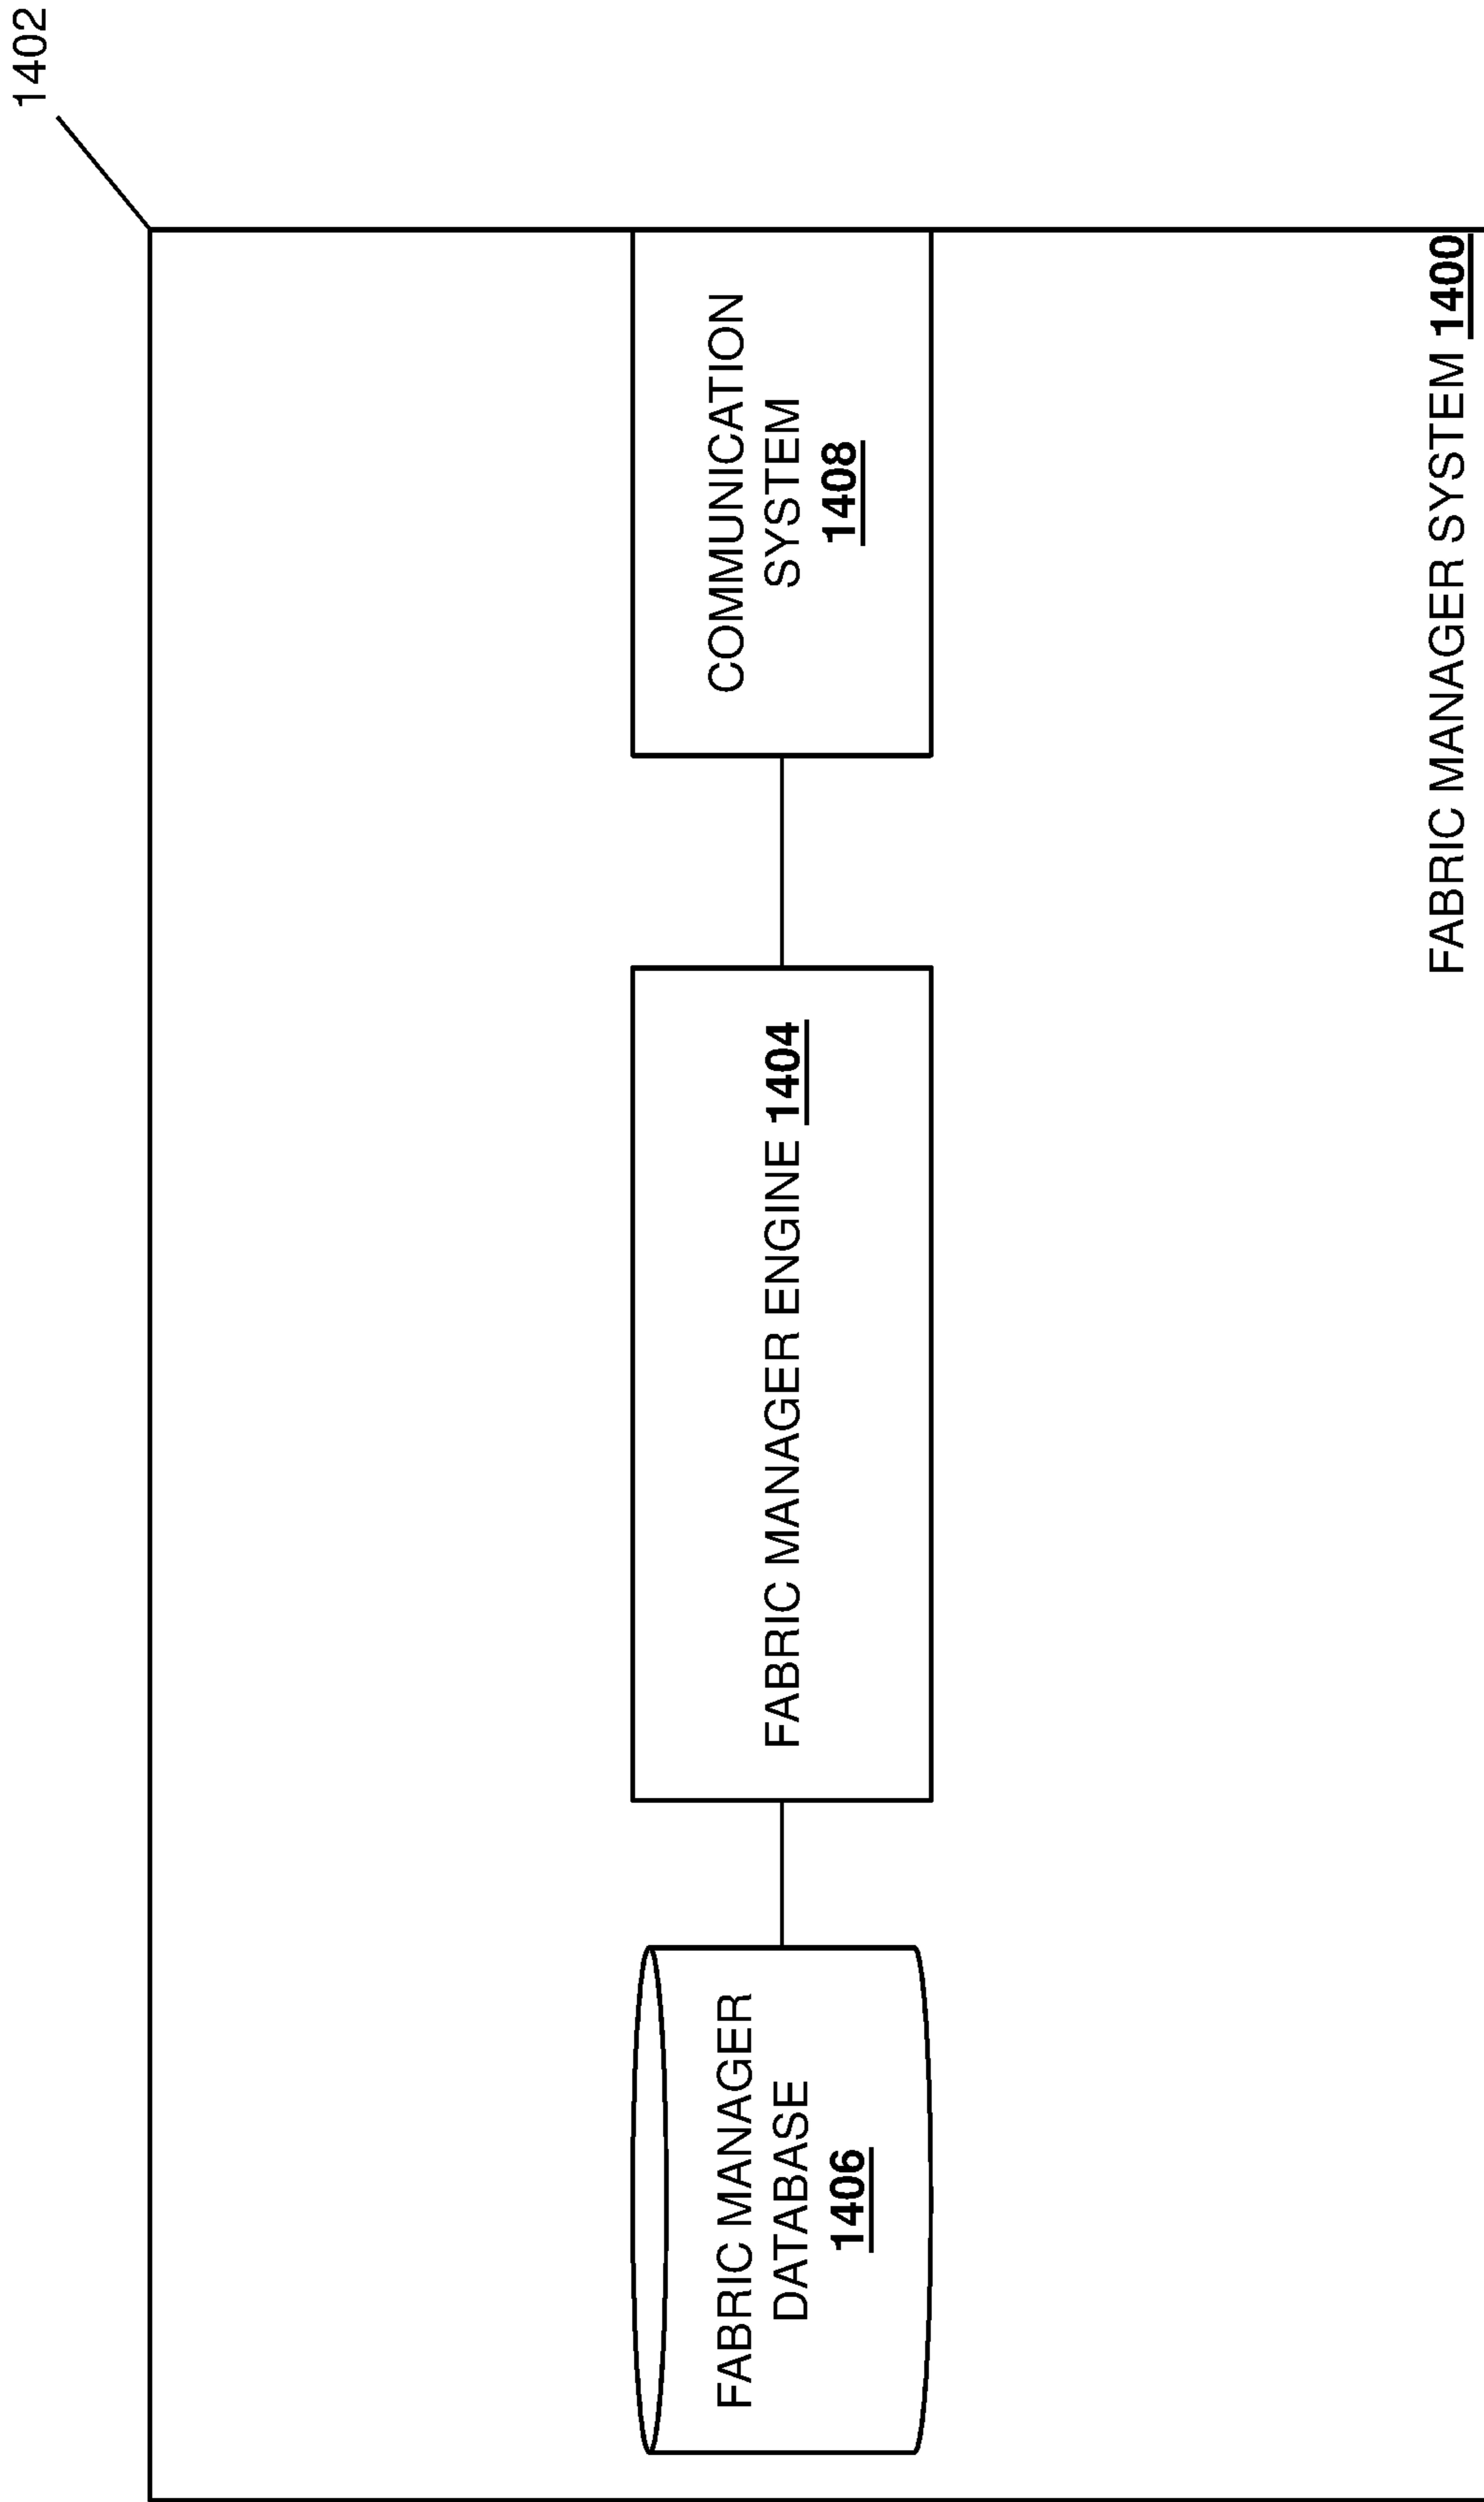 1402
FABRIC MANAGER
DATABASE
1406
FABRIC MANAGER ENGINE 1404
COMMUNICATION
SYSTEM
1408
FABRIC MANAGER SYSTEM 1400